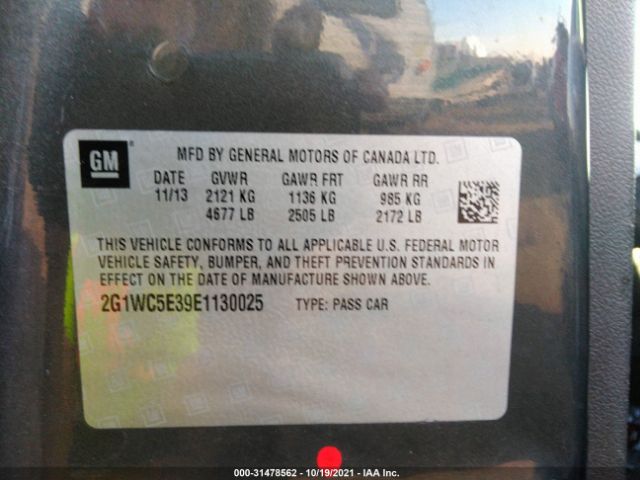 GM
MFD BY GENERAL MOTORS OF CANADA LTD.
DATE GVWR GAWR FRT GAWR RR
11/13 2121 KG 1136 KG 985 KG
4677 LB 2505 LB 2172 LB
THIS VEHICLE CONFORMS TO ALL APPLICABLE U.S. FEDERAL MOTOR
VEHICLE SAFETY, BUMPER, AND THEFT PREVENTION STANDARDS IN
EFFECT ON THE DATE OF MANUFACTURE SHOWN ABOVE.
2G1WC5E39E1130025 TYPE: PASS CAR
000-31478562 - 10/19/2021 - IAA Inc.